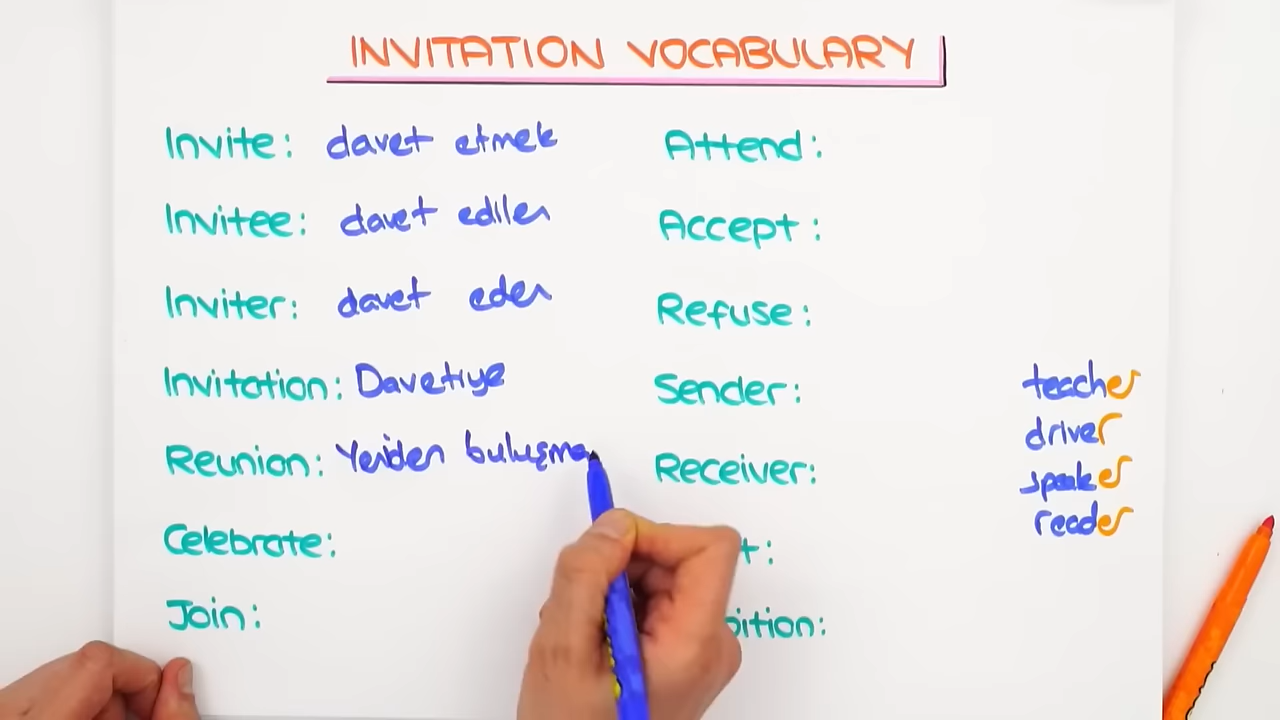 INVITATION VOCABULARY
Invite: davet etmek
Invitee: davet edilen
Inviter: davet eden
Invitation: Davetiye
Reunion: Yeniden buluşma
Celebrate:
Join:
Attend:
Accept:
Refuse:
Sender:
Receiver:
t:
bition:
teacher
driver
speaker
reader